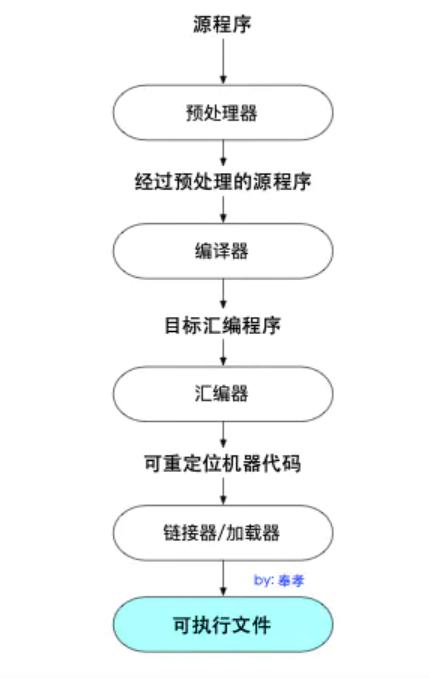 源程序
预处理器
经过预处理的源程序
编译器
目标汇编程序
汇编器
可重定位机器代码
链接器/加载器
by: 奉孝
可执行文件